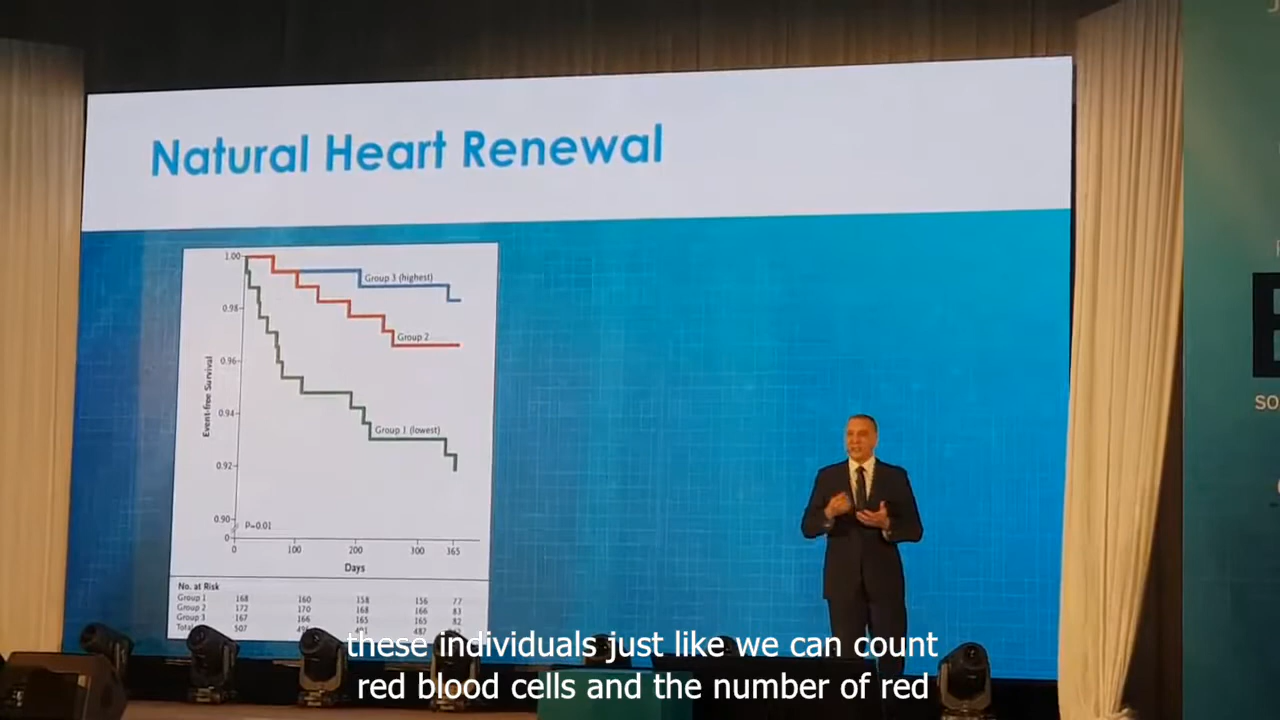 Natural Heart Renewal
1.00
0.98
0.96
0.94
0.92
0.90
0
Event-free Survival
Group 3 (highest)
Group 2
Group 1 (lowest)
P=0.01
0 100 200 300 365
Days
No. at Risk
Group 1 168 160 158 156 77
Group 2 172 170 168 166 83
Group 3 167 166 165 165 82
507 487
these individuals just like we can count
red blood cells and the number of red
so